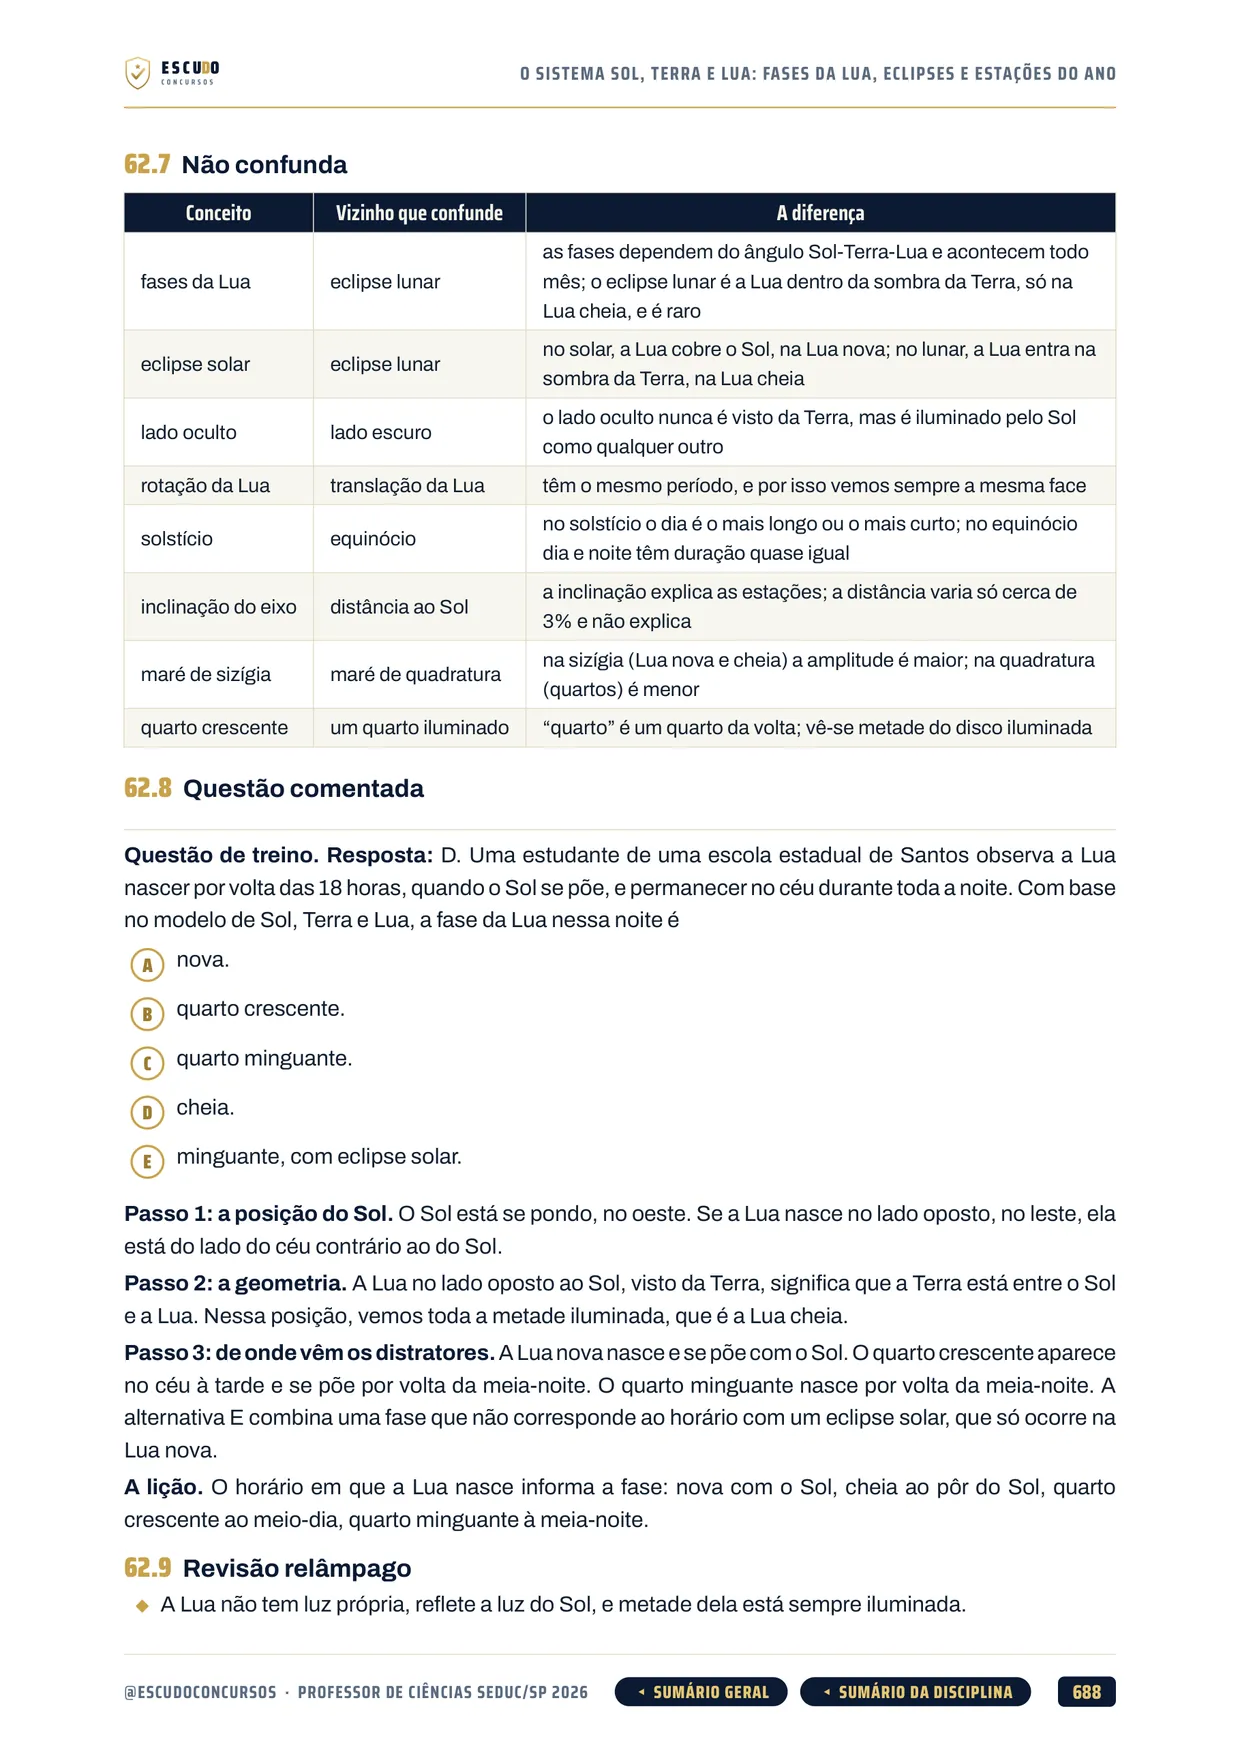 ESCUDO
CONCURSOS
O SISTEMA SOL, TERRA E LUA: FASES DA LUA, ECLIPSES E ESTAÇÕES DO ANO
62.7 Não confunda
Conceito Vizinho que confunde A diferença
fases da Lua eclipse lunar as fases dependem do ângulo Sol-Terra-Lua e acontecem todo
mês; o eclipse lunar é a Lua dentro da sombra da Terra, só na
Lua cheia, e é raro
eclipse solar eclipse lunar no solar, a Lua cobre o Sol, na Lua nova; no lunar, a Lua entra na
sombra da Terra, na Lua cheia
lado oculto lado escuro o lado oculto nunca é visto da Terra, mas é iluminado pelo Sol
como qualquer outro
rotação da Lua translação da Lua têm o mesmo período, e por isso vemos sempre a mesma face
solstício equinócio no solstício o dia é o mais longo ou o mais curto; no equinócio
dia e noite têm duração quase igual
inclinação do eixo distância ao Sol a inclinação explica as estações; a distância varia só cerca de
3% e não explica
maré de sizígia maré de quadratura na sizígia (Lua nova e cheia) a amplitude é maior; na quadratura
(quartos) é menor
quarto crescente um quarto iluminado “quarto” é um quarto da volta; vê-se metade do disco iluminada
62.8 Questão comentada
Questão de treino. Resposta: D. Uma estudante de uma escola estadual de Santos observa a Lua
nascer por volta das 18 horas, quando o Sol se põe, e permanecer no céu durante toda a noite. Com base
no modelo de Sol, Terra e Lua, a fase da Lua nessa noite é
A nova.
B quarto crescente.
C quarto minguante.
D cheia.
E minguante, com eclipse solar.
Passo 1: a posição do Sol. O Sol está se pondo, no oeste. Se a Lua nasce no lado oposto, no leste, ela
está do lado do céu contrário ao do Sol.
Passo 2: a geometria. A Lua no lado oposto ao Sol, visto da Terra, significa que a Terra está entre o Sol
e a Lua. Nessa posição, vemos toda a metade iluminada, que é a Lua cheia.
Passo 3: de onde vêm os distratores. A Lua nova nasce e se põe com o Sol. O quarto crescente aparece
no céu à tarde e se põe por volta da meia-noite. O quarto minguante nasce por volta da meia-noite. A
alternativa E combina uma fase que não corresponde ao horário com um eclipse solar, que só ocorre na
Lua nova.
A lição. O horário em que a Lua nasce informa a fase: nova com o Sol, cheia ao pôr do Sol, quarto
crescente ao meio-dia, quarto minguante à meia-noite.
62.9 Revisão relâmpago
◆ A Lua não tem luz própria, reflete a luz do Sol, e metade dela está sempre iluminada.
@ESCUDOCONCURSOS · PROFESSOR DE CIÊNCIAS SEDUC/SP 2026 SUMÁRIO GERAL SUMÁRIO DA DISCIPLINA 688